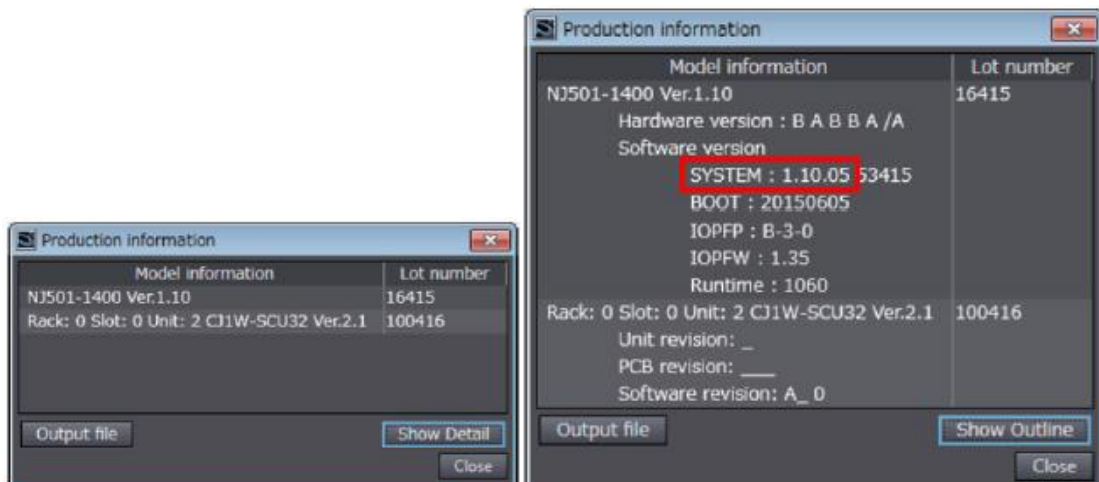 Production information
Model information Lot number
NJ501-1400 Ver.1.10 16415
Rack: 0 Slot: 0 Unit: 2 CJ1W-SCU32 Ver.2.1 100416
Output file Show Detail
Close
Production information
Model information Lot number
NJ501-1400 Ver.1.10 16415
Hardware version : B A B B A /A
Software version
SYSTEM : 1.10.05 53415
BOOT : 20150605
IOPFP : B-3-0
IOPFW : 1.35
Runtime : 1060
Rack: 0 Slot: 0 Unit: 2 CJ1W-SCU32 Ver.2.1 100416
Unit revision: _
PCB revision: ___
Software revision: A_ 0
Output file Show Outline
Close